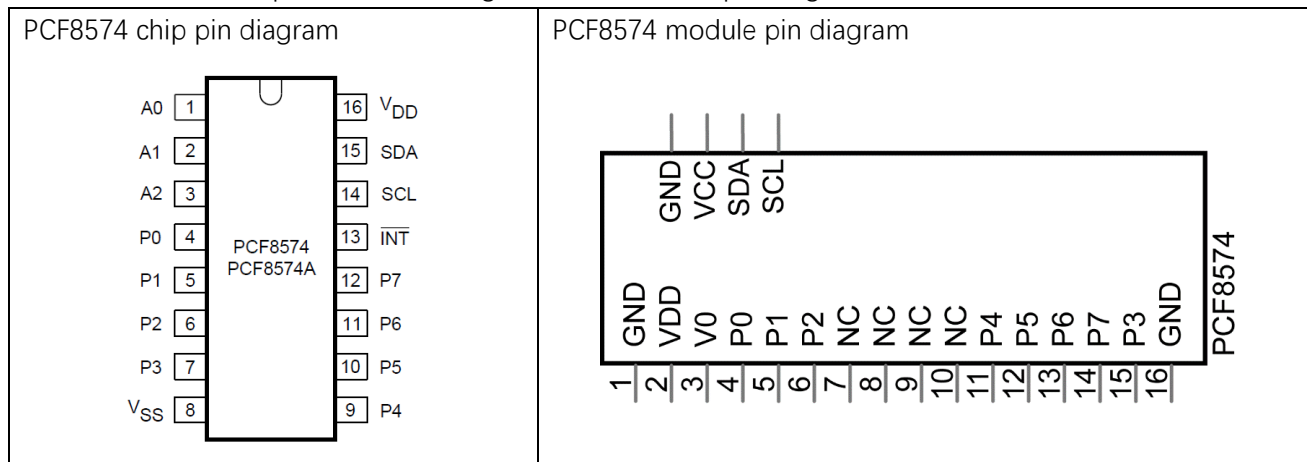 PCF8574 chip pin diagram
A0 1 16 VDD
A1 2 15 SDA
A2 3 14 SCL
P0 4 13 INT
P1 5 12 P7
P2 6 11 P6
P3 7 10 P5
VSS 8 9 P4
PCF8574
PCF8574A
PCF8574 module pin diagram
GND VCC SDA SCL
GND VDD V0 P0 P1 P2 NC NC NC NC P4 P5 P6 P7 P3 GND
1 2 3 4 5 6 7 8 9 10 11 12 13 14 15 16
PCF8574